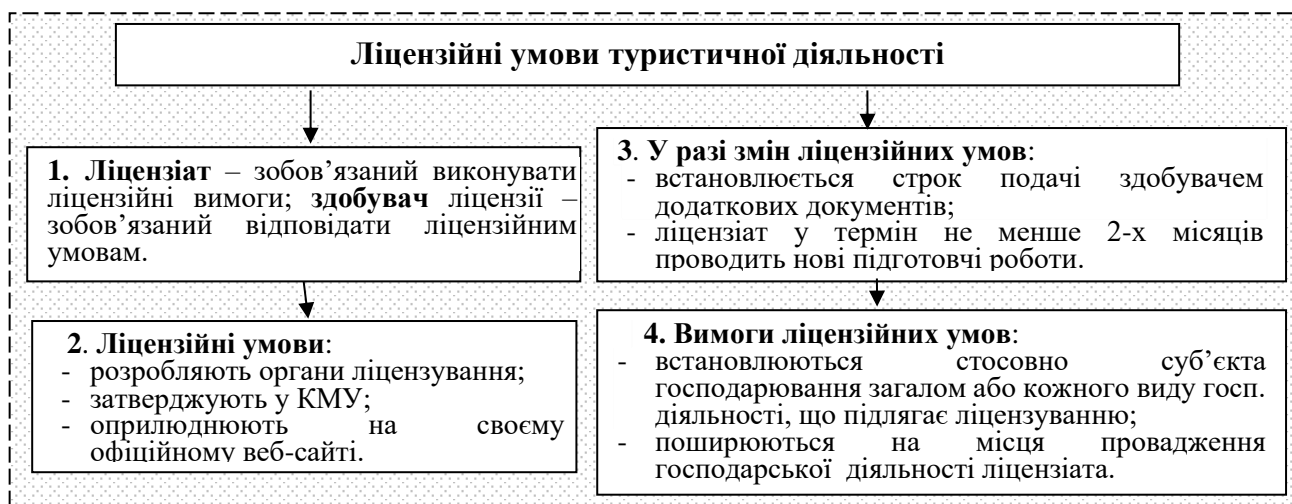 Ліцензійні умови туристичної діяльності
1. Ліцензіат – зобов’язаний виконувати
ліцензійні вимоги; здобувач ліцензії –
зобов’язаний відповідати ліцензійним
умовам.
2. Ліцензійні умови:
- розробляють органи ліцензування;
- затверджують у КМУ;
- оприлюднюють на своєму
офіційному веб-сайті.
3. У разі змін ліцензійних умов:
- встановлюється строк подачі здобувачем
додаткових документів;
- ліцензіат у термін не менше 2-х місяців
проводить нові підготовчі роботи.
4. Вимоги ліцензійних умов:
- встановлюються стосовно суб’єкта
господарювання загалом або кожного виду госп.
діяльності, що підлягає ліцензуванню;
- поширюються на місця провадження
господарської діяльності ліцензіата.